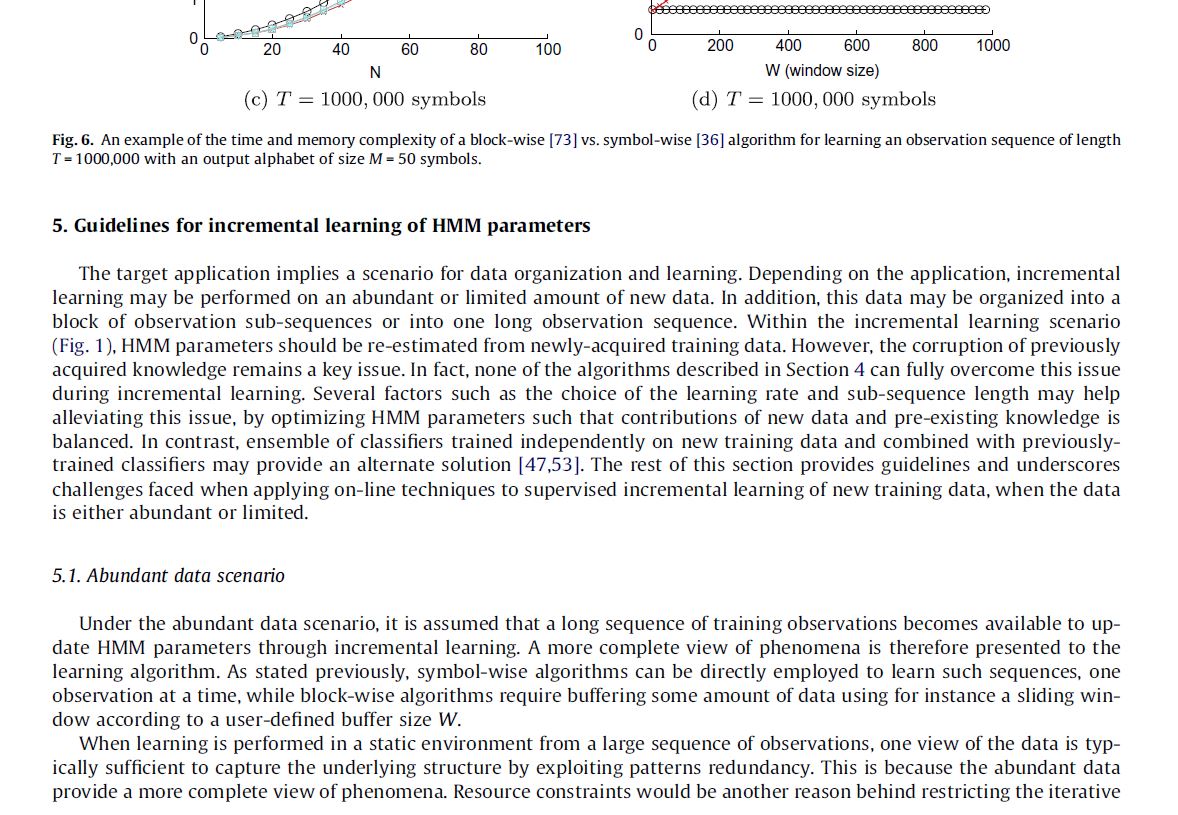 0
0 20 40 60 80 100
N
(c) T = 1000, 000 symbols
0
0 200 400 600 800 1000
W (window size)
(d) T = 1000, 000 symbols
Fig. 6. An example of the time and memory complexity of a block-wise [73] vs. symbol-wise [36] algorithm for learning an observation sequence of length
T = 1000,000 with an output alphabet of size M = 50 symbols.
5. Guidelines for incremental learning of HMM parameters
The target application implies a scenario for data organization and learning. Depending on the application, incremental
learning may be performed on an abundant or limited amount of new data. In addition, this data may be organized into a
block of observation sub-sequences or into one long observation sequence. Within the incremental learning scenario
(Fig. 1), HMM parameters should be re-estimated from newly-acquired training data. However, the corruption of previously
acquired knowledge remains a key issue. In fact, none of the algorithms described in Section 4 can fully overcome this issue
during incremental learning. Several factors such as the choice of the learning rate and sub-sequence length may help
alleviating this issue, by optimizing HMM parameters such that contributions of new data and pre-existing knowledge is
balanced. In contrast, ensemble of classifiers trained independently on new training data and combined with previously-
trained classifiers may provide an alternate solution [47,53]. The rest of this section provides guidelines and underscores
challenges faced when applying on-line techniques to supervised incremental learning of new training data, when the data
is either abundant or limited.
5.1. Abundant data scenario
Under the abundant data scenario, it is assumed that a long sequence of training observations becomes available to up-
date HMM parameters through incremental learning. A more complete view of phenomena is therefore presented to the
learning algorithm. As stated previously, symbol-wise algorithms can be directly employed to learn such sequences, one
observation at a time, while block-wise algorithms require buffering some amount of data using for instance a sliding win-
dow according to a user-defined buffer size W.
When learning is performed in a static environment from a large sequence of observations, one view of the data is typ-
ically sufficient to capture the underlying structure by exploiting patterns redundancy. This is because the abundant data
provide a more complete view of phenomena. Resource constraints would be another reason behind restricting the iterative